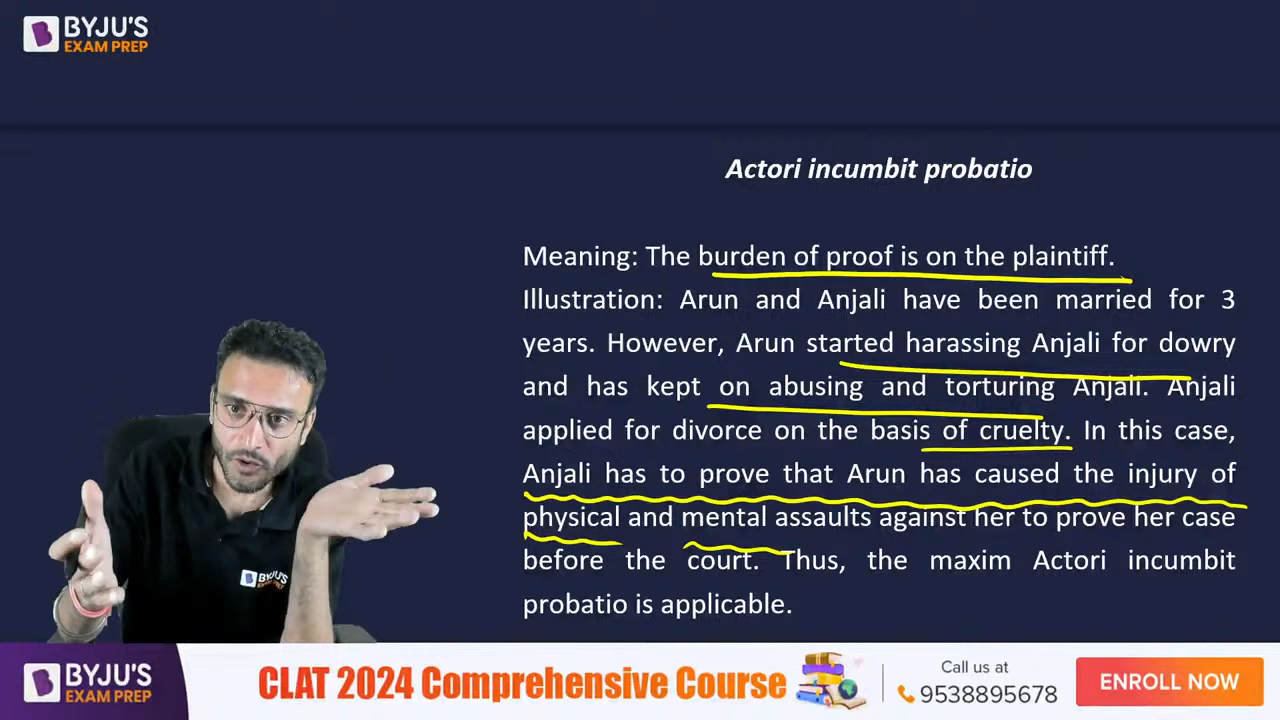 BYJU'S
EXAM PREP
Actori incumbit probatio
Meaning: The burden of proof is on the plaintiff.
Illustration: Arun and Anjali have been married for 3
years. However, Arun started harassing Anjali for dowry
and has kept on abusing and torturing Anjali. Anjali
applied for divorce on the basis of cruelty. In this case,
Anjali has to prove that Arun has caused the injury of
physical and mental assaults against her to prove her case
before the court. Thus, the maxim Actori incumbit
probatio is applicable.
BYJU'S
EXAM PREP
BYJU'S
EXAM PREP
CLAT 2024 Comprehensive Course
Call us at
9538895678
ENROLL NOW